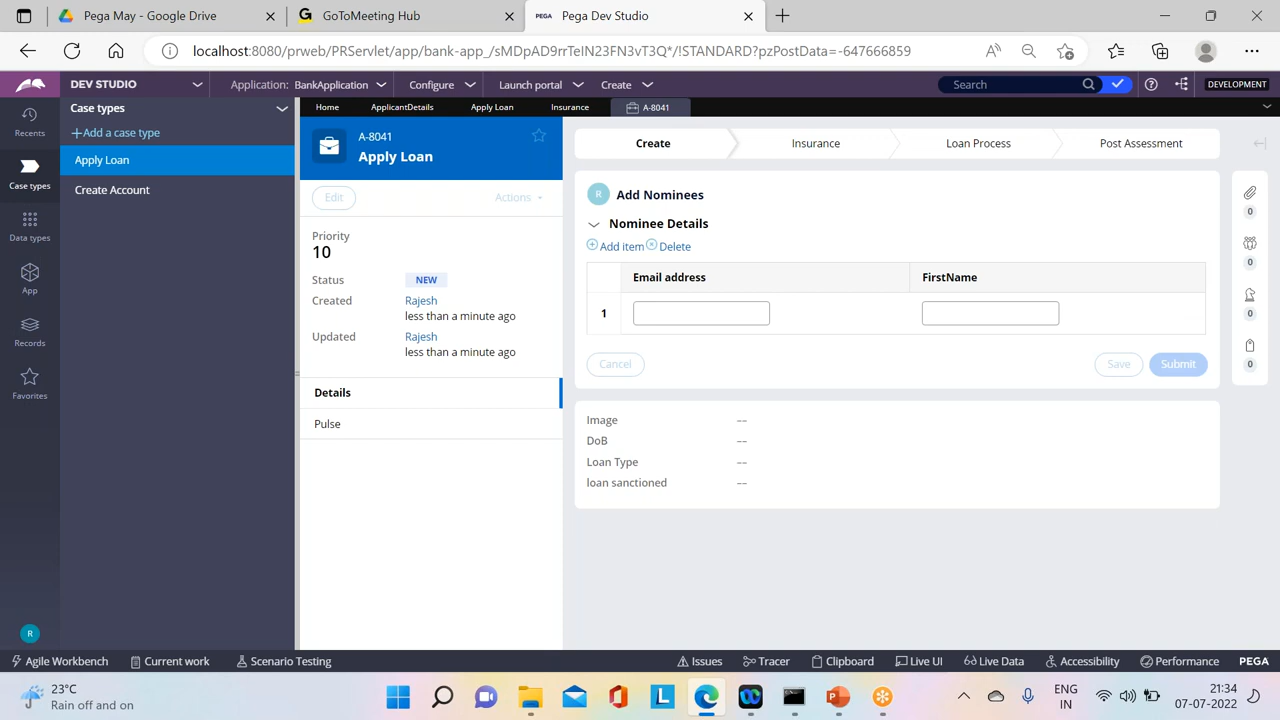 Pega May - Google Drive
GoToMeeting Hub
PEGA Pega Dev Studio
localhost:8080/prweb/PRServlet/app/bank-app_/sMDpAD9rrTeIN23FN3vT3Q*/!STANDARD?pzPostData=-647666859
DEV STUDIO
Application: BankApplication
Configure
Launch portal
Create
Search
DEVELOPMENT
Recents
Case types
Data types
App
Records
Favorites
R
Case types
Add a case type
Apply Loan
Create Account
Home
ApplicantDetails
Apply Loan
Insurance
A-8041
A-8041
Apply Loan
Edit
Actions
Priority
10
Status NEW
Created Rajesh
less than a minute ago
Updated Rajesh
less than a minute ago
Details
Pulse
Create
Insurance
Loan Process
Post Assessment
R Add Nominees
Nominee Details
Add item Delete
Email address FirstName
1
Cancel Save Submit
Image --
DoB --
Loan Type --
loan sanctioned --
0
0
0
0
Agile Workbench
Current work
Scenario Testing
Issues
Tracer
Clipboard
Live UI
Live Data
Accessibility
Performance
PEGA
23°C
Rain off and on
L
ENG
IN
21:34
07-07-2022